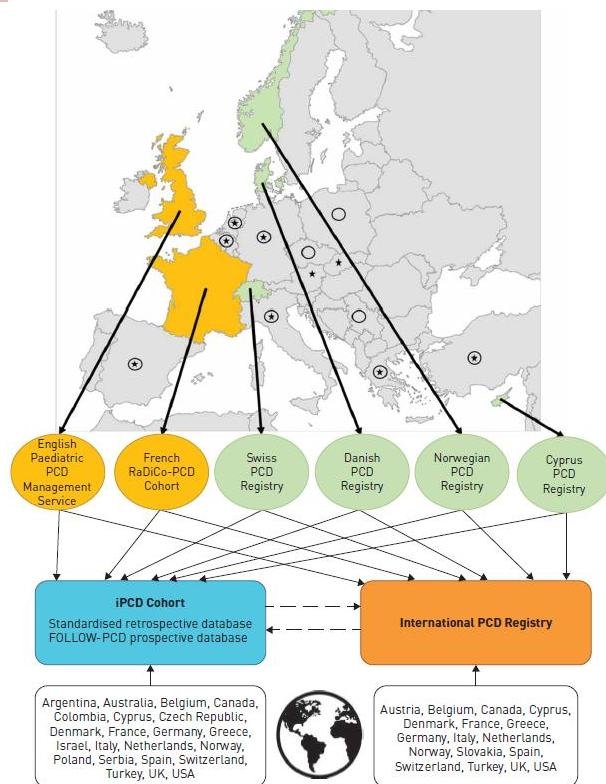 English
Paediatric
PCD
Management
Service
French
RaDiCo-PCD
Cohort
Swiss
PCD
Registry
Danish
PCD
Registry
Norwegian
PCD
Registry
Cyprus
PCD
Registry
iPCD Cohort
Standardised retrospective database
FOLLOW-PCD prospective database
International PCD Registry
Argentina, Australia, Belgium, Canada,
Colombia, Cyprus, Czech Republic,
Denmark, France, Germany, Greece,
Israel, Italy, Netherlands, Norway,
Poland, Serbia, Spain, Switzerland,
Turkey, UK, USA
Austria, Belgium, Canada, Cyprus,
Denmark, France, Greece,
Germany, Italy, Netherlands,
Norway, Slovakia, Spain,
Switzerland, Turkey, UK, USA